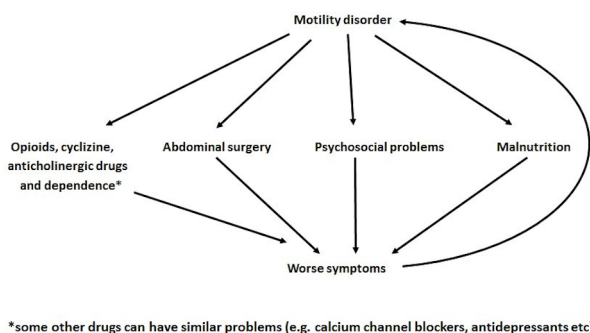 Motility disorder
Opioids, cyclizine,
anticholinergic drugs
and dependence*
Abdominal surgery
Psychosocial problems
Malnutrition
Worse symptoms
*some other drugs can have similar problems (e.g. calcium channel blockers, antidepressants etc